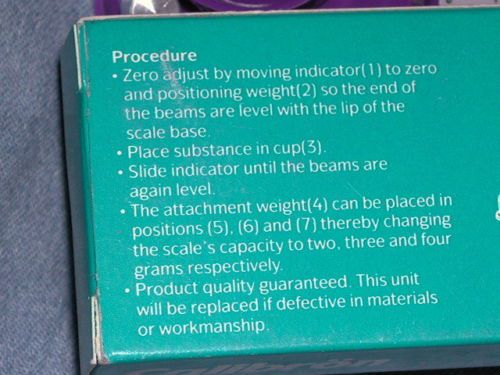 Procedure
• Zero adjust by moving indicator(1) to zero
and positioning weight(2) so the end of
the beams are level with the lip of the
scale base.
• Place substance in cup(3).
• Slide indicator until the beams are
again level.
• The attachment weight(4) can be placed in
positions (5), (6) and (7) thereby changing
the scale's capacity to two, three and four
grams respectively.
• Product quality guaranteed. This unit
will be replaced if defective in materials
or workmanship.